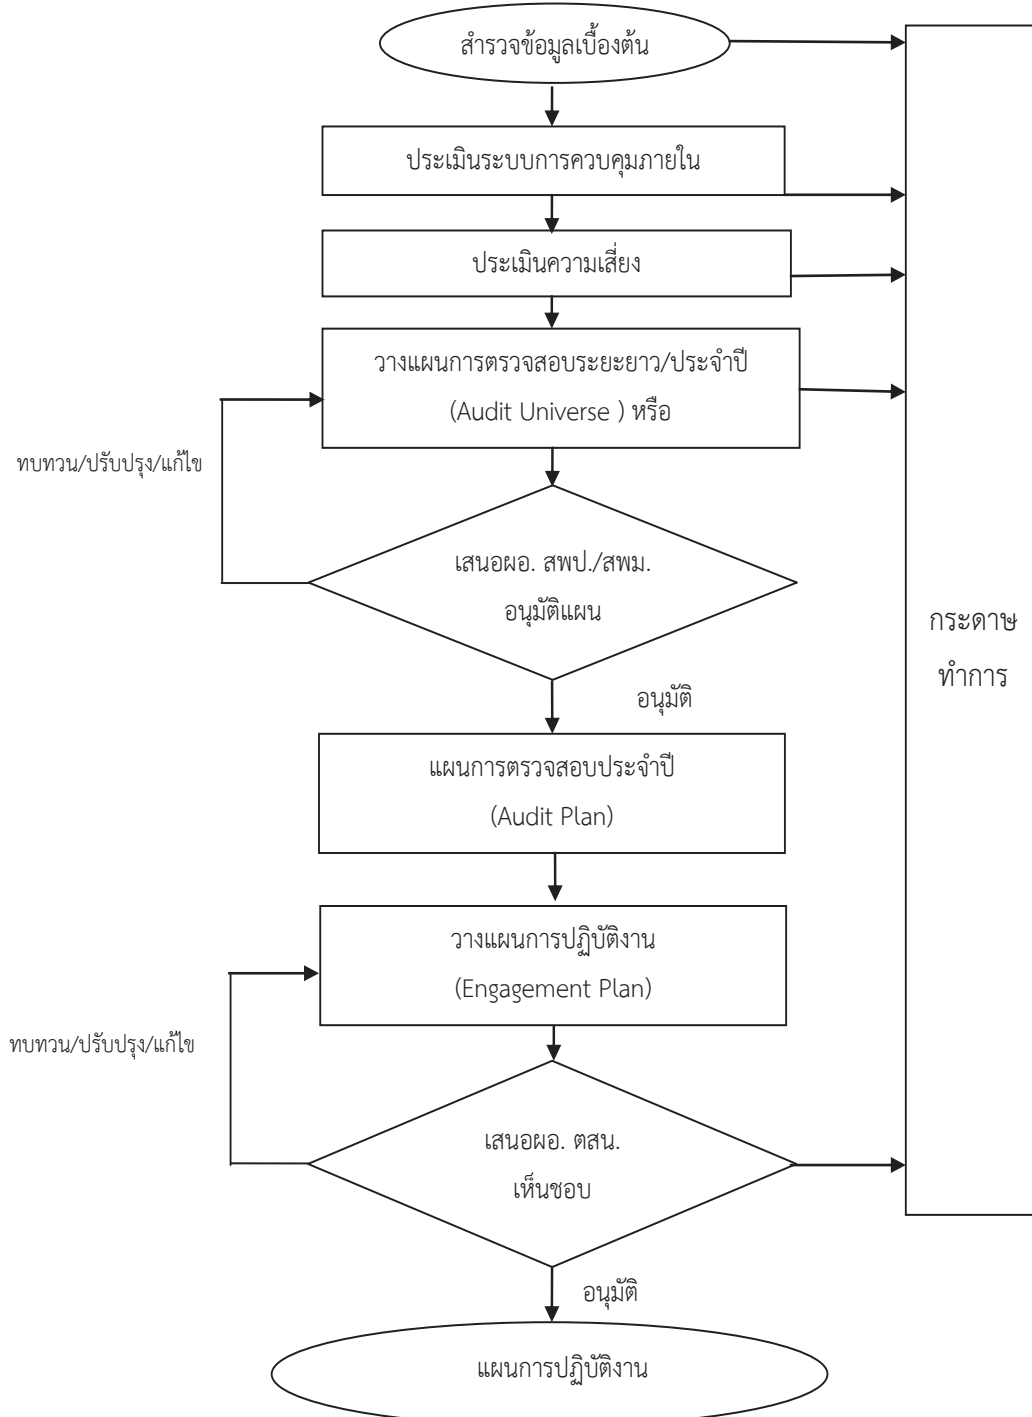 สำรวจข้อมูลเบื้องต้น
ประเมินระบบการควบคุมภายใน
ประเมินความเสี่ยง
วางแผนการตรวจสอบระยะยาว/ประจำปี
(Audit Universe ) หรือ
ทบทวน/ปรับปรุง/แก้ไข
เสนอผอ. สพป./สพม.
อนุมัติแผน
กระดาษ
ทำการ
อนุมัติ
แผนการตรวจสอบประจำปี
(Audit Plan)
วางแผนการปฏิบัติงาน
(Engagement Plan)
ทบทวน/ปรับปรุง/แก้ไข
เสนอผอ. ตสน.
เห็นชอบ
อนุมัติ
แผนการปฏิบัติงาน